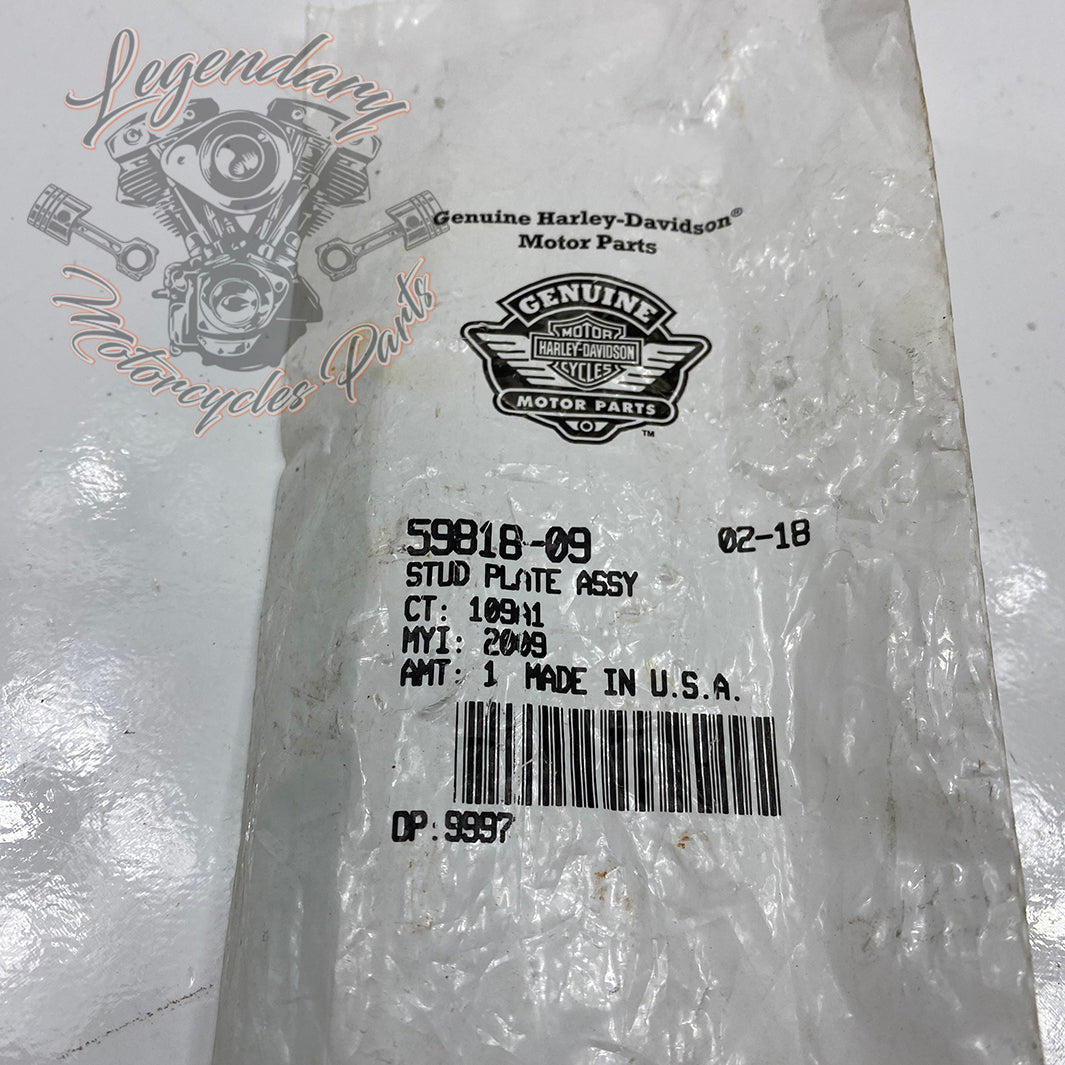 Legendary
Motorcycles Parts
Genuine Harley-Davidson®
Motor Parts
GENUINE
MOTOR
HARLEY-DAVIDSON
CYCLES
MOTOR PARTS
™
59818-09 02-18
STUD PLATE ASSY
CT: 109A1
MYI: 2009
AMT: 1 MADE IN U.S.A.
OP:9997